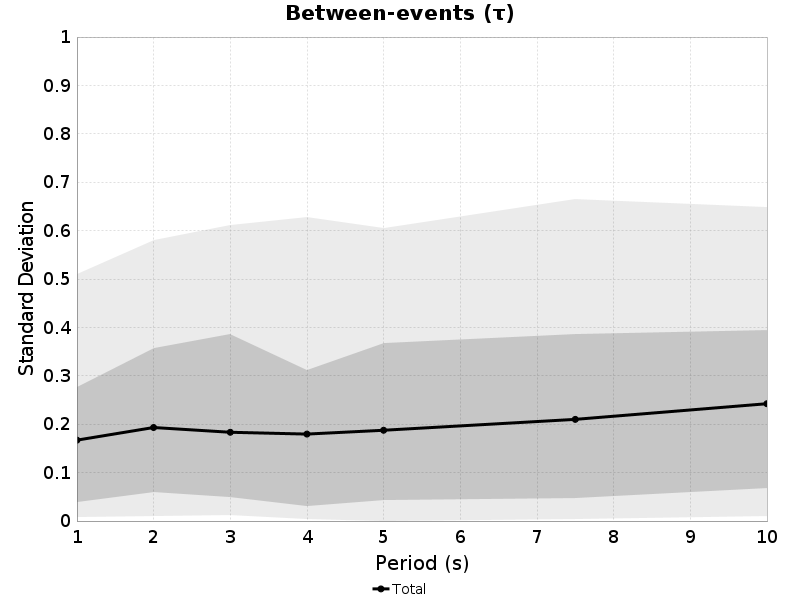 Between-events (τ)
1
0.9
0.8
0.7
0.6
0.5
0.4
0.3
0.2
0.1
0
Standard Deviation
1 2 3 4 5 6 7 8 9 10
Period (s)
Total